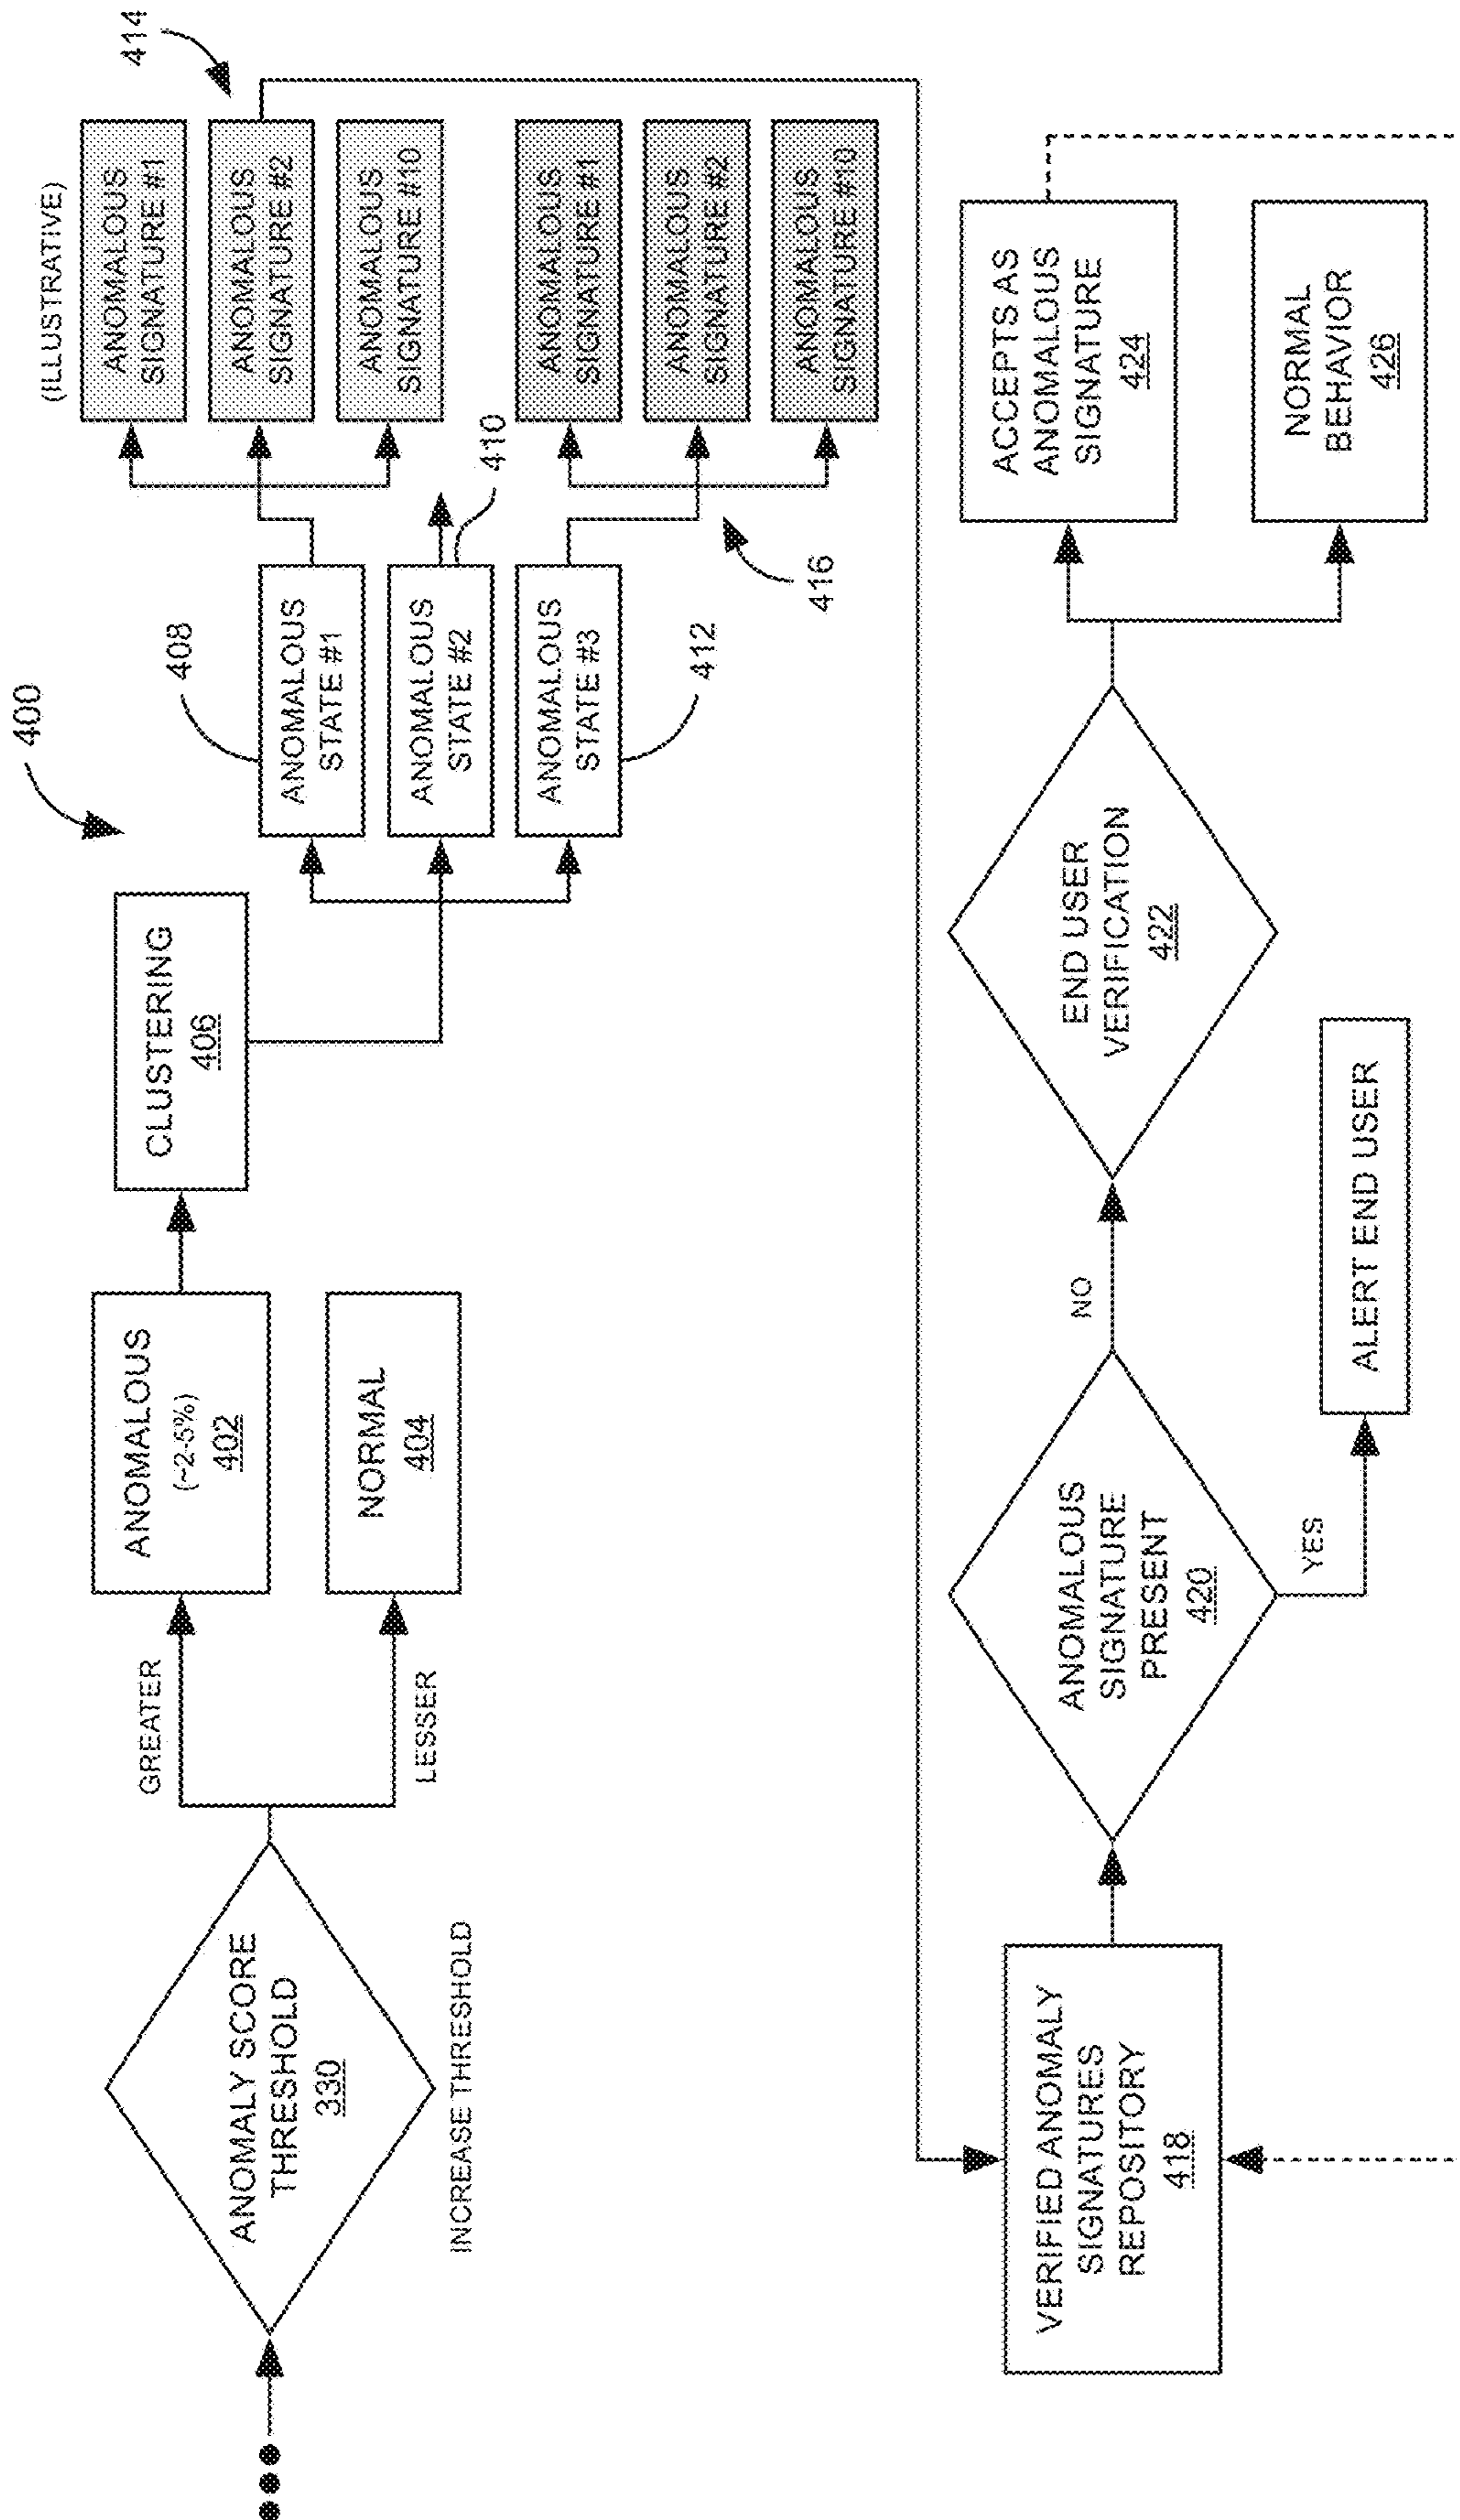 400
ANOMALY SCORE
THRESHOLD
330
INCREASE THRESHOLD
GREATER
LESSER
ANOMALOUS
(~2-5%)
402
NORMAL
404
CLUSTERING
406
408
ANOMALOUS
STATE #1
ANOMALOUS
STATE #2
410
ANOMALOUS
STATE #3
412
(ILLUSTRATIVE)
414
ANOMALOUS
SIGNATURE #1
ANOMALOUS
SIGNATURE #2
ANOMALOUS
SIGNATURE #10
416
ANOMALOUS
SIGNATURE #1
ANOMALOUS
SIGNATURE #2
ANOMALOUS
SIGNATURE #10
VERIFIED ANOMALY
SIGNATURES
REPOSITORY
418
ANOMALOUS
SIGNATURE
PRESENT
420
NO
YES
ALERT END USER
END USER
VERIFICATION
422
ACCEPTS AS
ANOMALOUS
SIGNATURE
424
NORMAL
BEHAVIOR
426